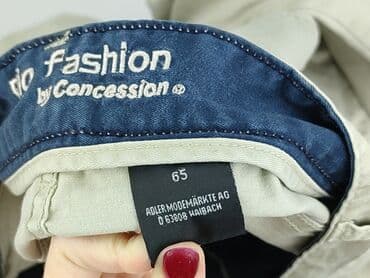 fashion
by Concession ®
65
ADLER MODEMÄRKTE AG
D 63808 HAIBACH